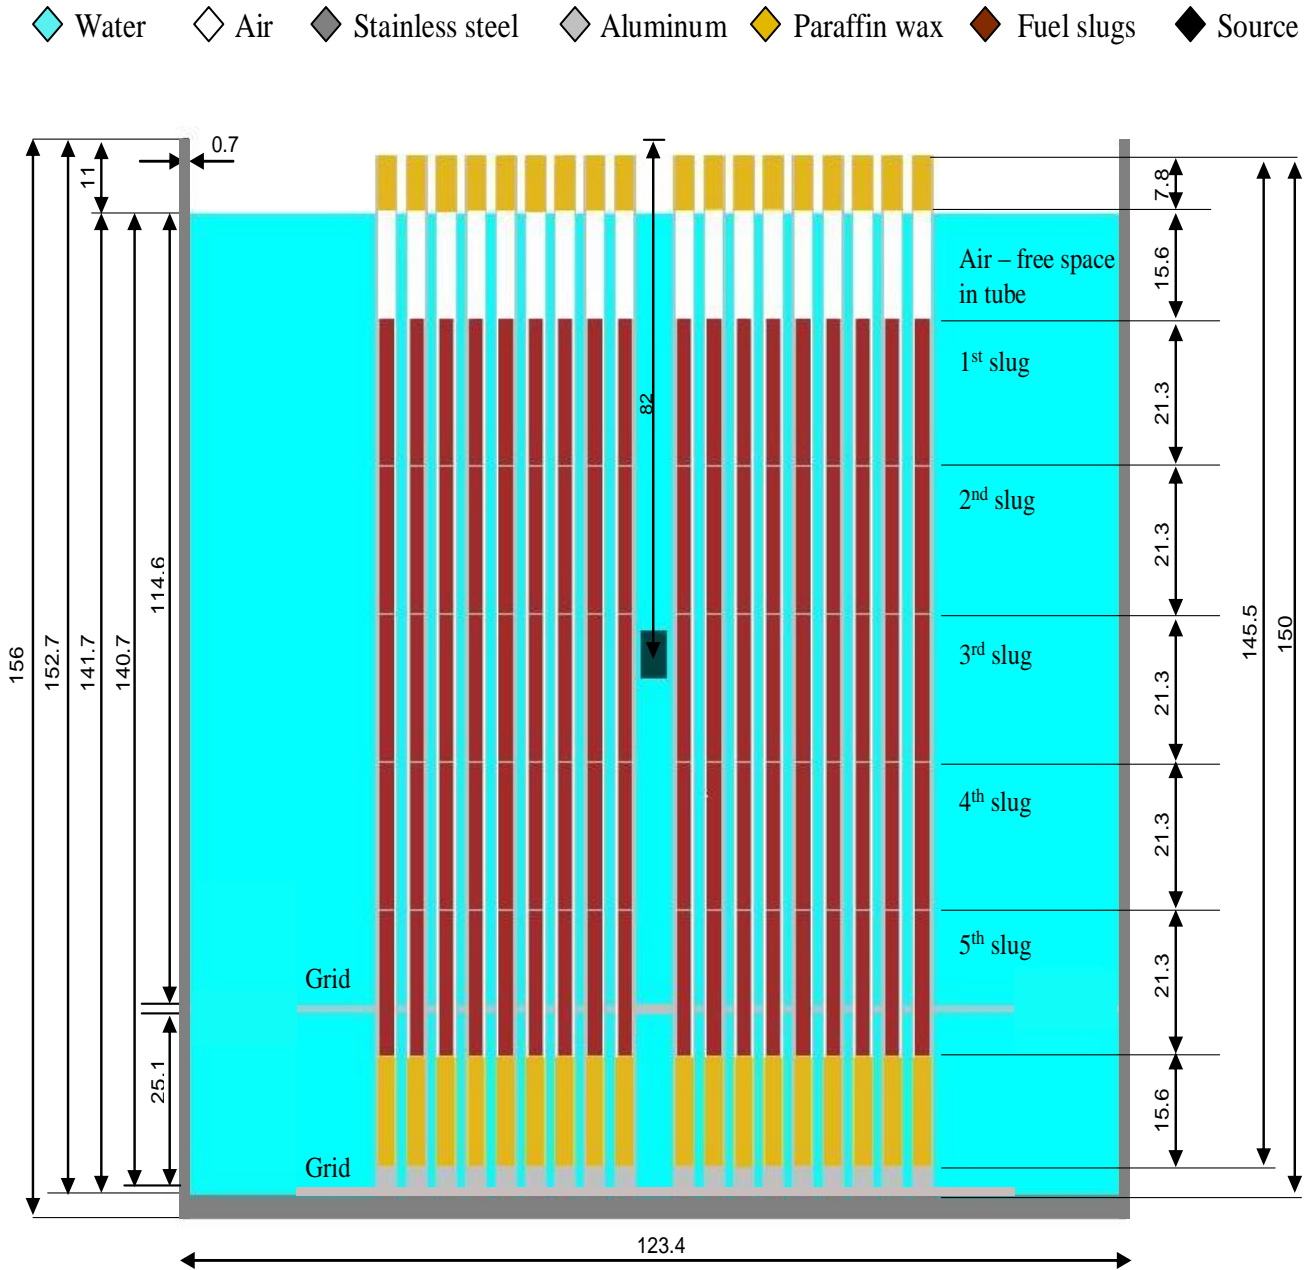 Water Air Stainless steel Aluminum Paraffin wax Fuel slugs Source
0.7
11
7.8
15.6
Air – free space
in tube
1st slug
21.3
82
2nd slug
21.3
114.6
3rd slug
21.3
156
152.7
141.7
140.7
145.5
150
4th slug
21.3
5th slug
21.3
Grid
25.1
15.6
Grid
123.4